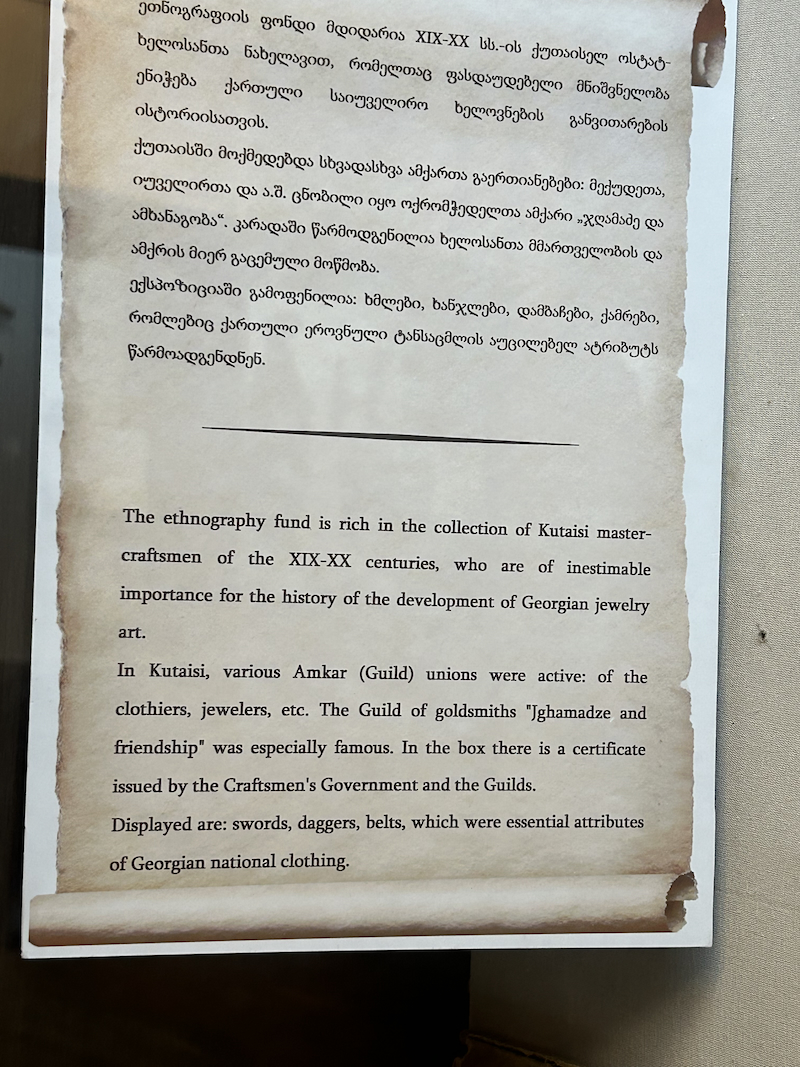 ეთნოგრაფიის ფონდი მდიდარია XIX-XX სს.-ის ქუთაისელ ოსტატ-
ხელოსანთა ნახელავით, რომელთაც ფასდაუდებელი მნიშვნელობა
ენიჭება ქართული საიუველირო ხელოვნების განვითარების
ისტორიისათვის.
ქუთაისში მოქმედებდა სხვადასხვა ამქართა გაერთიანებები: მექუდეთა,
იუველირთა და ა.შ. ცნობილი იყო ოქრომჭედელთა ამქარი „ჯღამაძე და
ამხანაგობა“. კარადაში წარმოდგენილია ხელოსანთა მმართველობის და
ამქრის მიერ გაცემული მოწმობა.
ექსპოზიციაში გამოფენილია: ხმლები, ხანჯლები, დამბაჩები, ქამრები,
რომლებიც ქართული ეროვნული ტანსაცმლის აუცილებელ ატრიბუტს
წარმოადგენდნენ.
The ethnography fund is rich in the collection of Kutaisi master-
craftsmen of the XIX-XX centuries, who are of inestimable
importance for the history of the development of Georgian jewelry
art.
In Kutaisi, various Amkar (Guild) unions were active: of the
clothiers, jewelers, etc. The Guild of goldsmiths "Jghamadze and
friendship" was especially famous. In the box there is a certificate
issued by the Craftsmen's Government and the Guilds.
Displayed are: swords, daggers, belts, which were essential attributes
of Georgian national clothing.